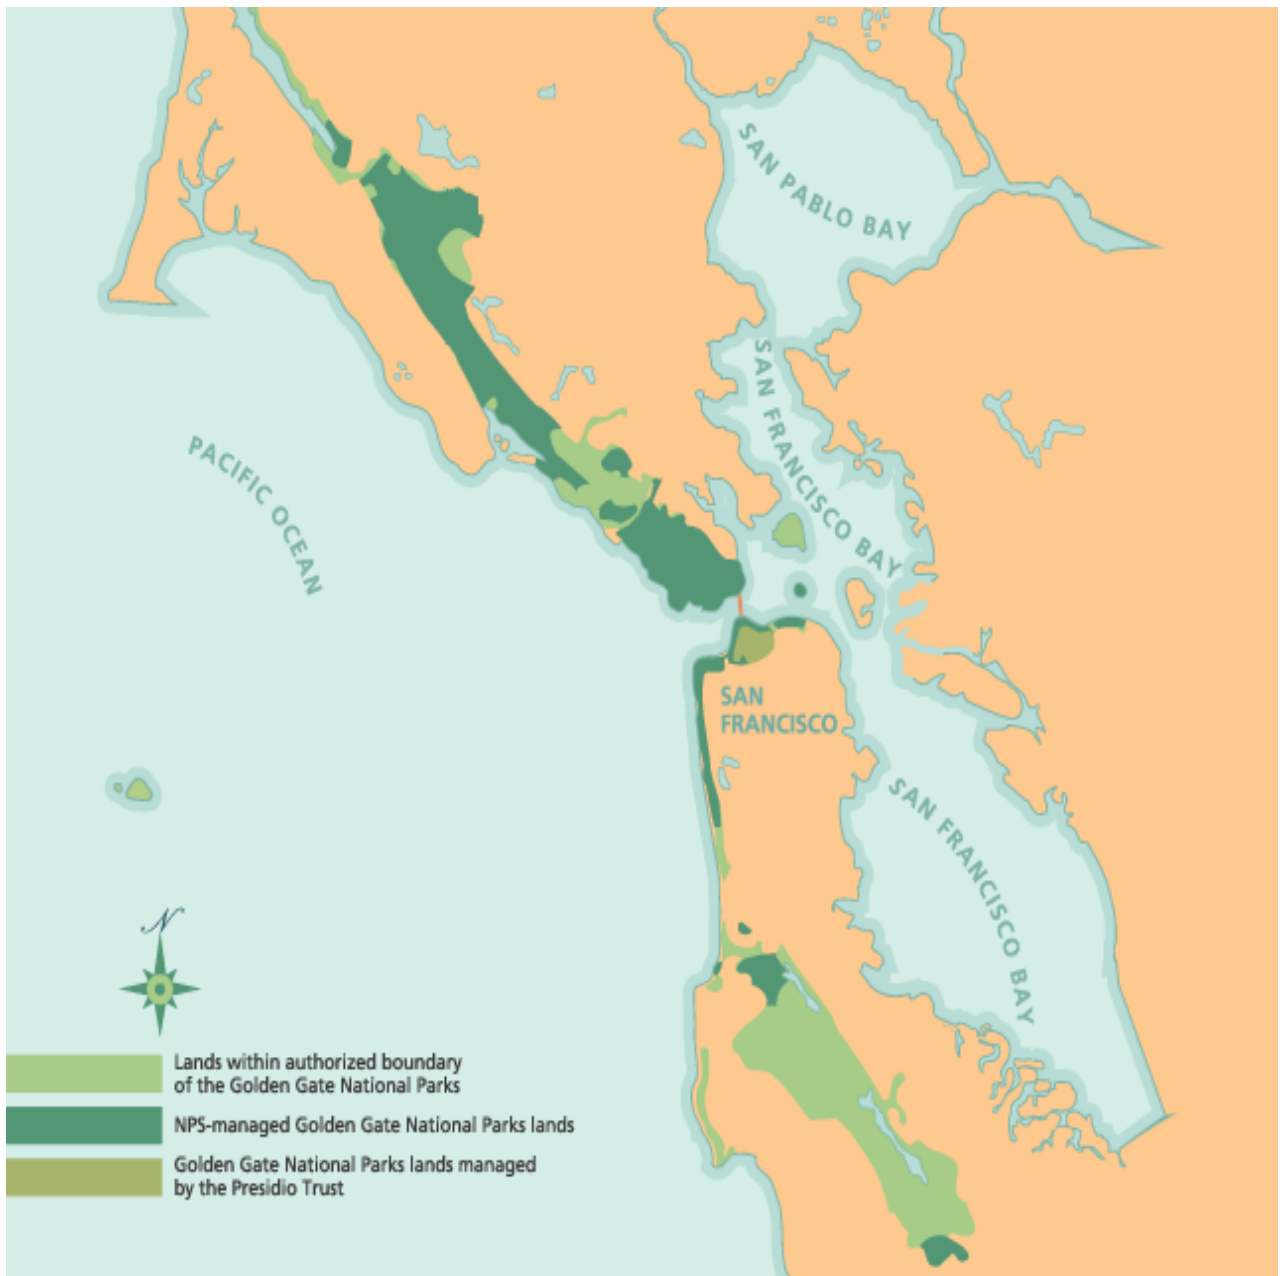 SAN PABLO BAY
SAN FRANCISCO BAY
PACIFIC OCEAN
SAN
FRANCISCO
SAN FRANCISCO BAY
N
Lands within authorized boundary
of the Golden Gate National Parks
NPS-managed Golden Gate National Parks lands
Golden Gate National Parks lands managed
by the Presidio Trust